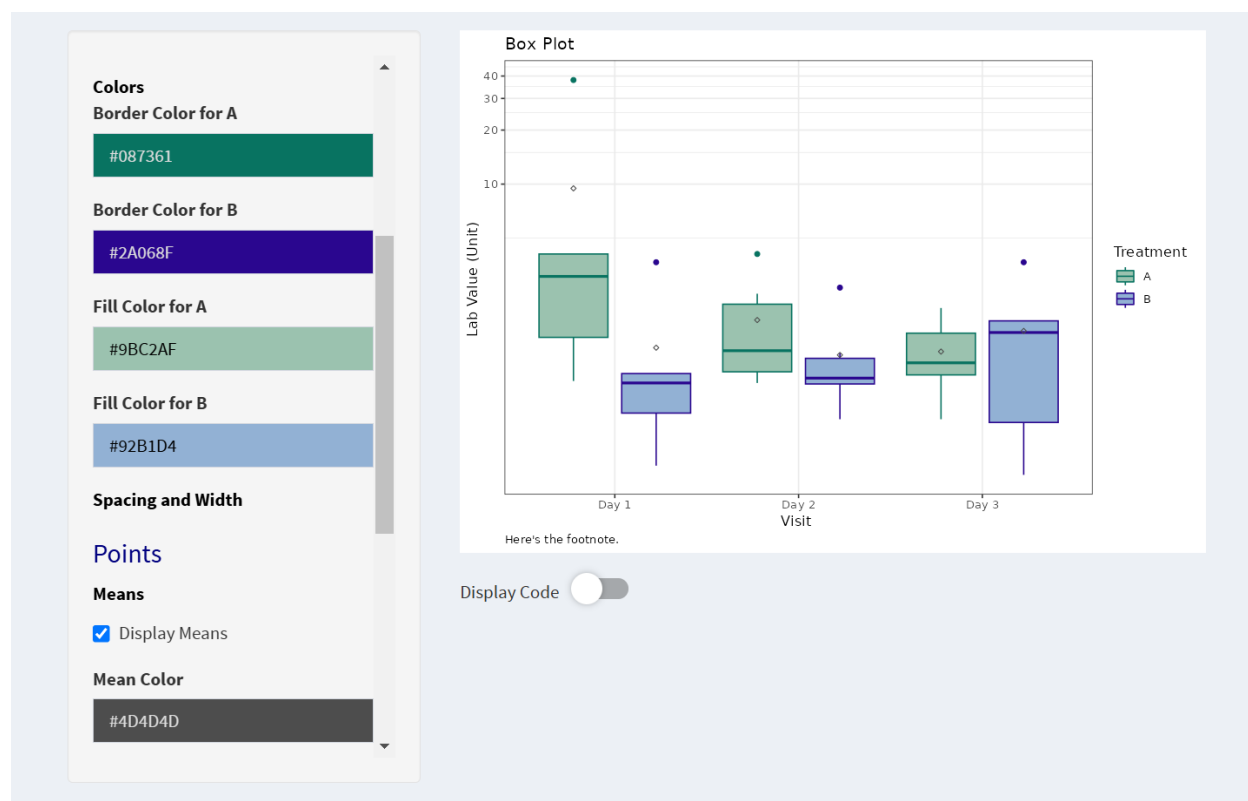 Colors
Border Color for A
#087361
Border Color for B
#2A068F
Fill Color for A
#9BC2AF
Fill Color for B
#92B1D4
Spacing and Width
Points
Means
Display Means
Mean Color
#4D4D4D
Box Plot
Lab Value (Unit)
40
30
20
10
Day 1
Day 2
Day 3
Visit
Here's the footnote.
Treatment
A
B
Display Code